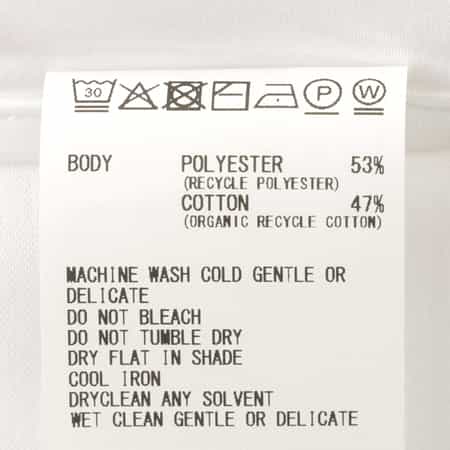 30 P W
BODY POLYESTER 53%
(RECYCLE POLYESTER)
COTTON 47%
(ORGANIC RECYCLE COTTON)
MACHINE WASH COLD GENTLE OR
DELICATE
DO NOT BLEACH
DO NOT TUMBLE DRY
DRY FLAT IN SHADE
COOL IRON
DRYCLEAN ANY SOLVENT
WET CLEAN GENTLE OR DELICATE